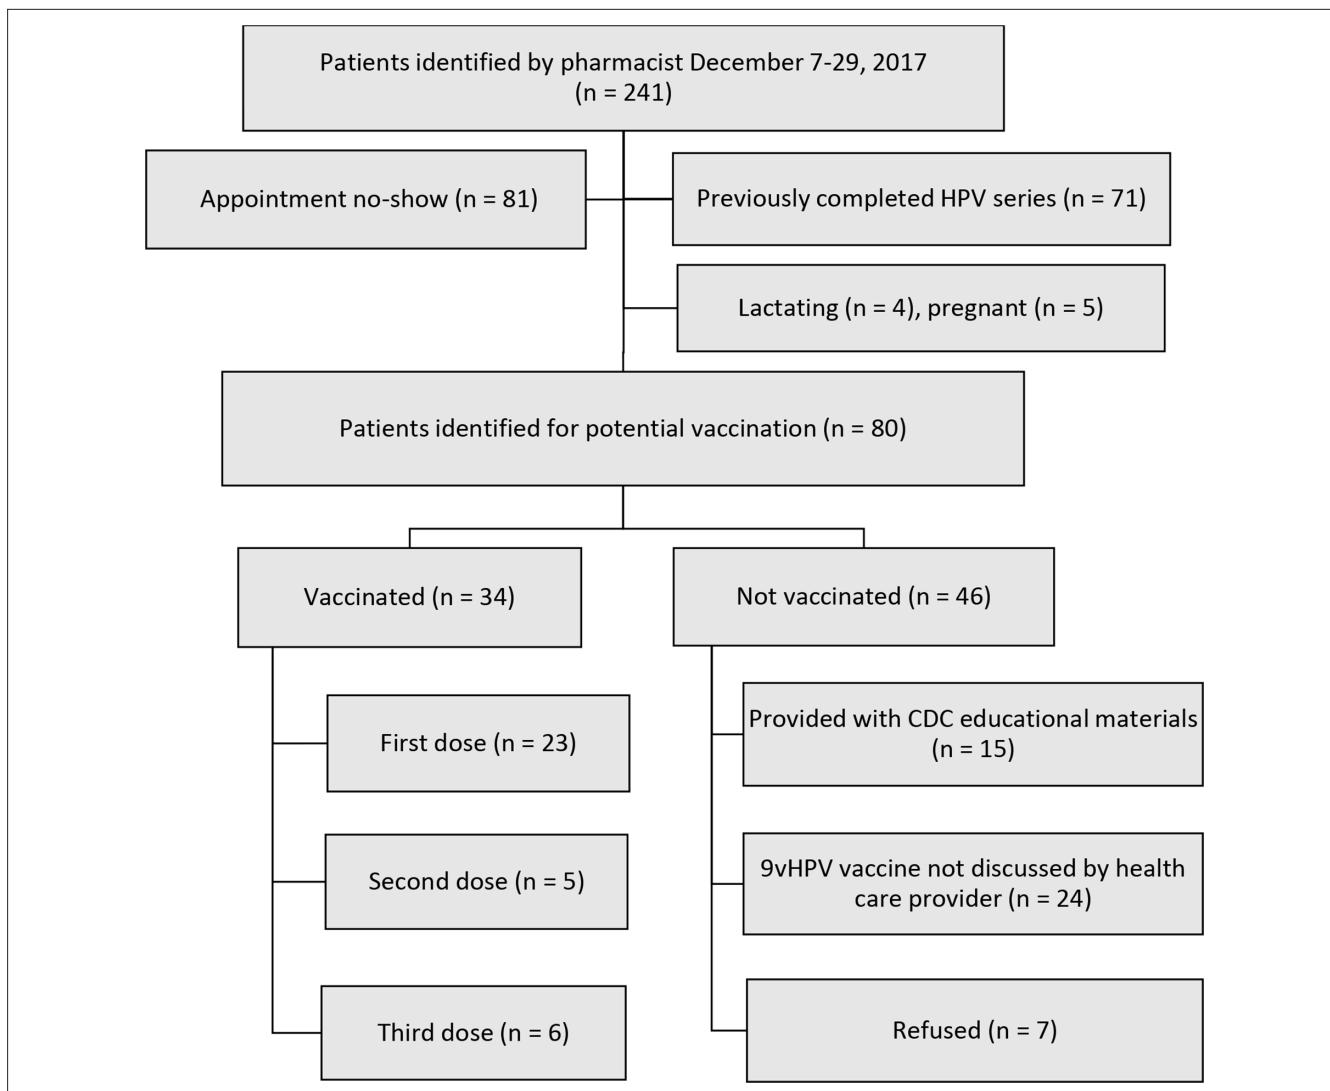 Patients identified by pharmacist December 7-29, 2017
(n = 241)
Appointment no-show (n = 81)
Previously completed HPV series (n = 71)
Lactating (n = 4), pregnant (n = 5)
Patients identified for potential vaccination (n = 80)
Vaccinated (n = 34)
Not vaccinated (n = 46)
First dose (n = 23)
Second dose (n = 5)
Third dose (n = 6)
Provided with CDC educational materials
(n = 15)
9vHPV vaccine not discussed by health
care provider (n = 24)
Refused (n = 7)